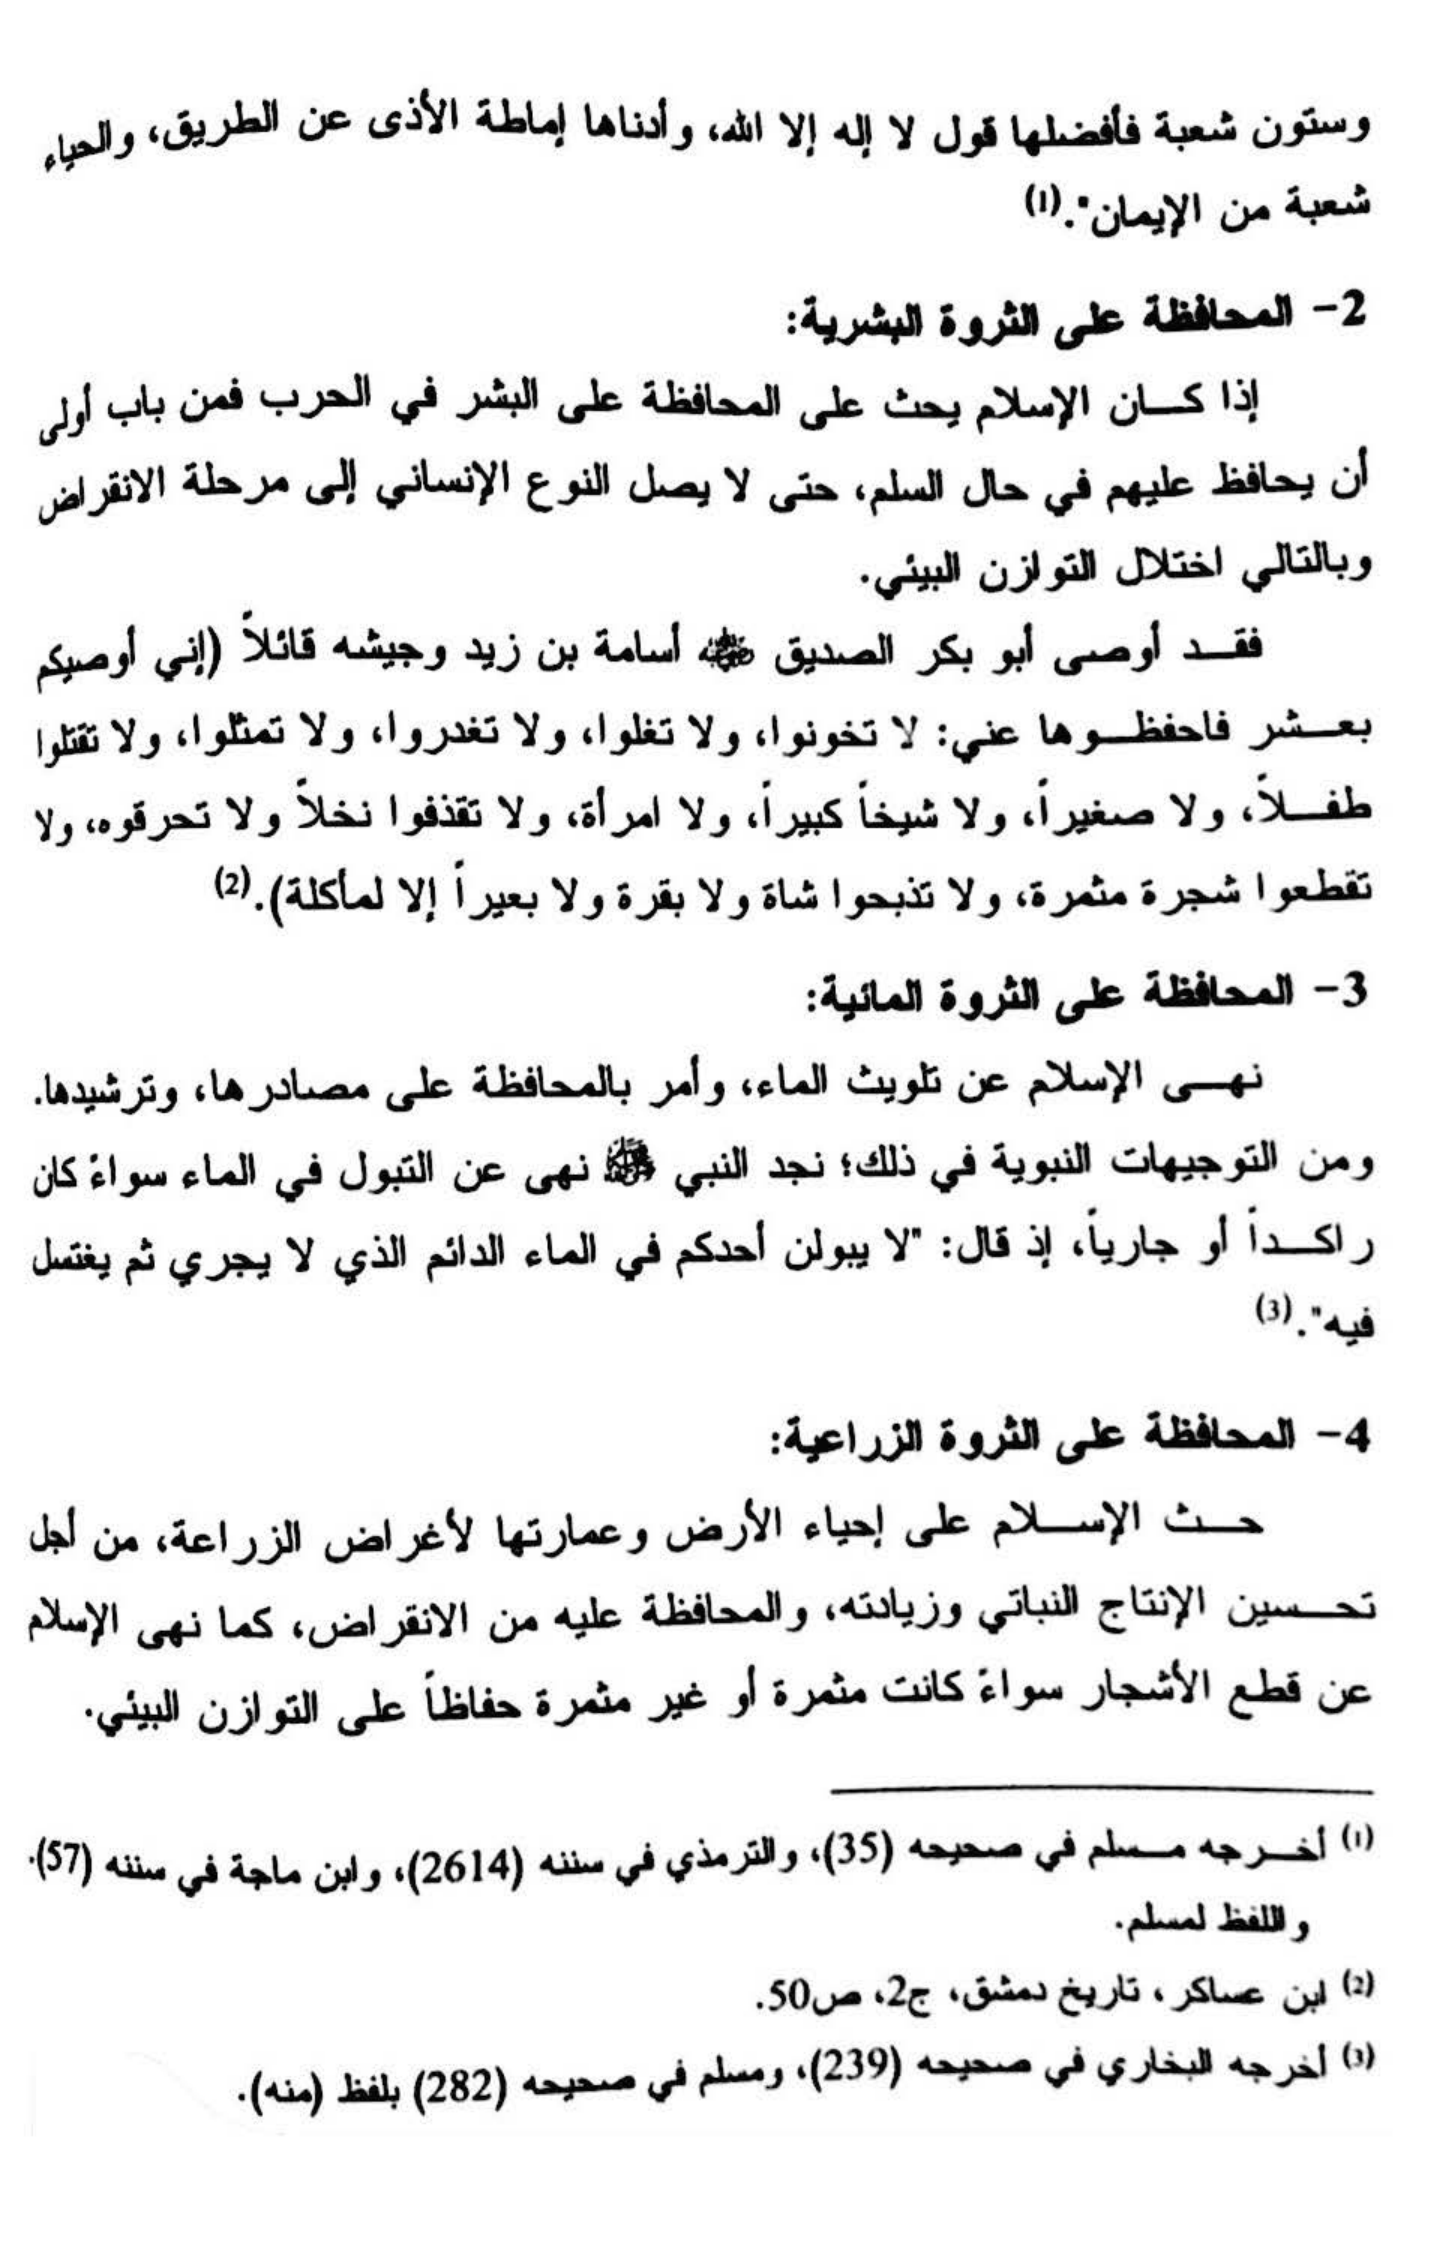 وستون شعبة فأفضلها قول لا إله إلا الله، وأدناها إماطة الأذى عن الطريق، والحياء
شعبة من الإيمان".(1)
2- المحافظة على الثروة البشرية:
إذا كان الإسلام يحث على المحافظة على البشر في الحرب فمن باب أولى
أن يحافظ عليهم في حال السلم، حتى لا يصل النوع الإنساني إلى مرحلة الانقراض
وبالتالي اختلال التوازن البيئي.
فقد أوصى أبو بكر الصديق ﷜ أسامة بن زيد وجيشه قائلاً (إني أوصيكم
بعشر فاحفظوها عني: لا تخونوا، ولا تغلوا، ولا تغدروا، ولا تمثلوا، ولا تقتلوا
طفلاً، ولا صغيراً، ولا شيخاً كبيراً، ولا امرأة، ولا تقذفوا نخلاً ولا تحرقوه، ولا
تقطعوا شجرة مثمرة، ولا تذبحوا شاة ولا بقرة ولا بعيراً إلا لمأكلة).(2)
3- المحافظة على الثروة المائية:
نهى الإسلام عن تلويث الماء، وأمر بالمحافظة على مصادرها، وترشيدها.
ومن التوجيهات النبوية في ذلك؛ نجد النبي ﷺ نهى عن التبول في الماء سواءً كان
راكداً أو جارياً، إذ قال: "لا يبولن أحدكم في الماء الدائم الذي لا يجري ثم يغتسل
فيه".(3)
4- المحافظة على الثروة الزراعية:
حث الإسلام على إحياء الأرض وعمارتها لأغراض الزراعة، من أجل
تحسين الإنتاج النباتي وزيادته، والمحافظة عليه من الانقراض، كما نهى الإسلام
عن قطع الأشجار سواءً كانت مثمرة أو غير مثمرة حفاظاً على التوازن البيئي.
(1) أخرجه مسلم في صحيحه (35)، والترمذي في سننه (2614)، وابن ماجة في سننه (57).
واللفظ لمسلم.
(2) ابن عساكر، تاريخ دمشق، ج2، ص50.
(3) أخرجه البخاري في صحيحه (239)، ومسلم في صحيحه (282) بلفظ (منه).